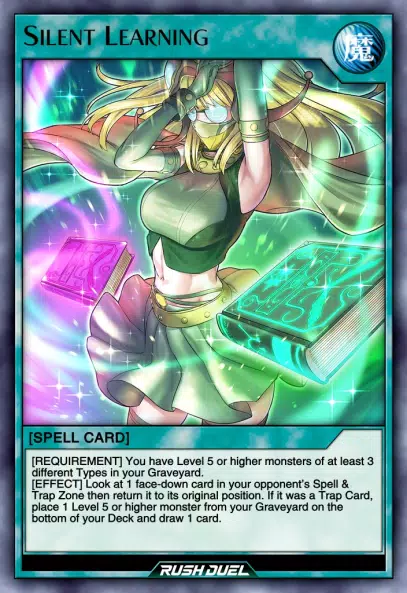 SILENT LEARNING
魔
[SPELL CARD]
[REQUIREMENT] You have Level 5 or higher monsters of at least 3
different Types in your Graveyard.
[EFFECT] Look at 1 face-down card in your opponent's Spell &
Trap Zone then return it to its original position. If it was a Trap Card,
place 1 Level 5 or higher monster from your Graveyard on the
bottom of your Deck and draw 1 card.
RUSH DUEL